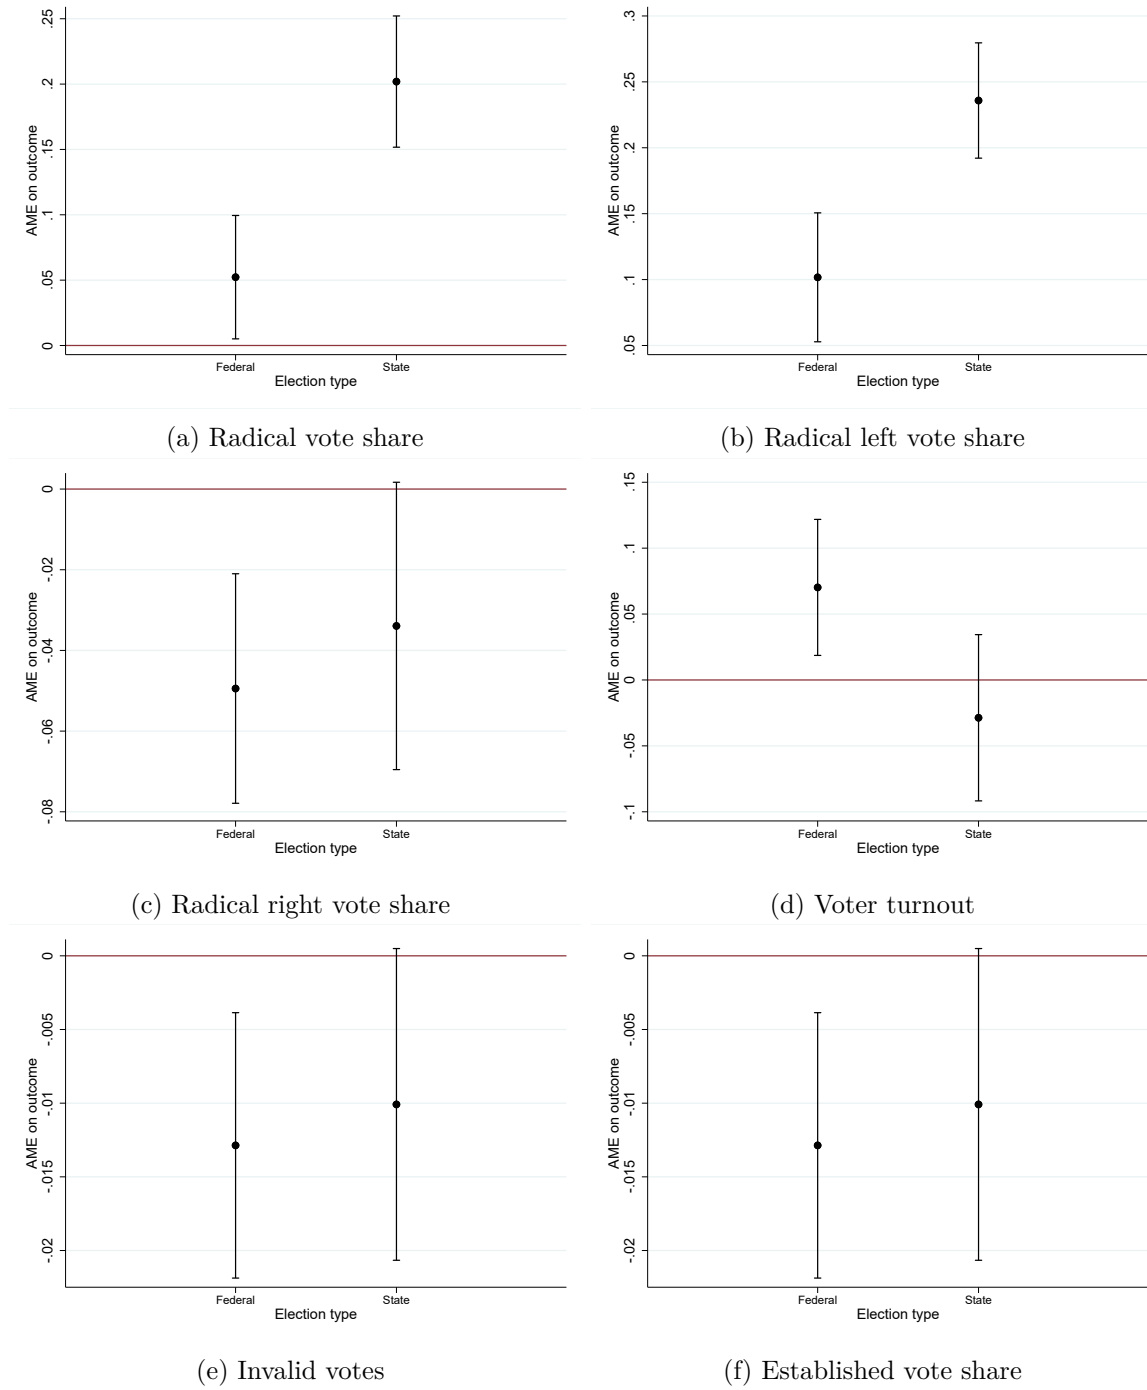 .25
.2
.15
.1
.05
0
AME on outcome
Federal
State
Election type
(a) Radical vote share
.3
.25
.2
.15
.1
.05
AME on outcome
Federal
State
Election type
(b) Radical left vote share
0
-.02
-.04
-.06
-.08
AME on outcome
Federal
State
Election type
(c) Radical right vote share
.15
.1
.05
0
-.05
-.1
AME on outcome
Federal
State
Election type
(d) Voter turnout
0
-.005
-.01
-.015
-.02
AME on outcome
Federal
State
Election type
(e) Invalid votes
0
-.005
-.01
-.015
-.02
AME on outcome
Federal
State
Election type
(f) Established vote share